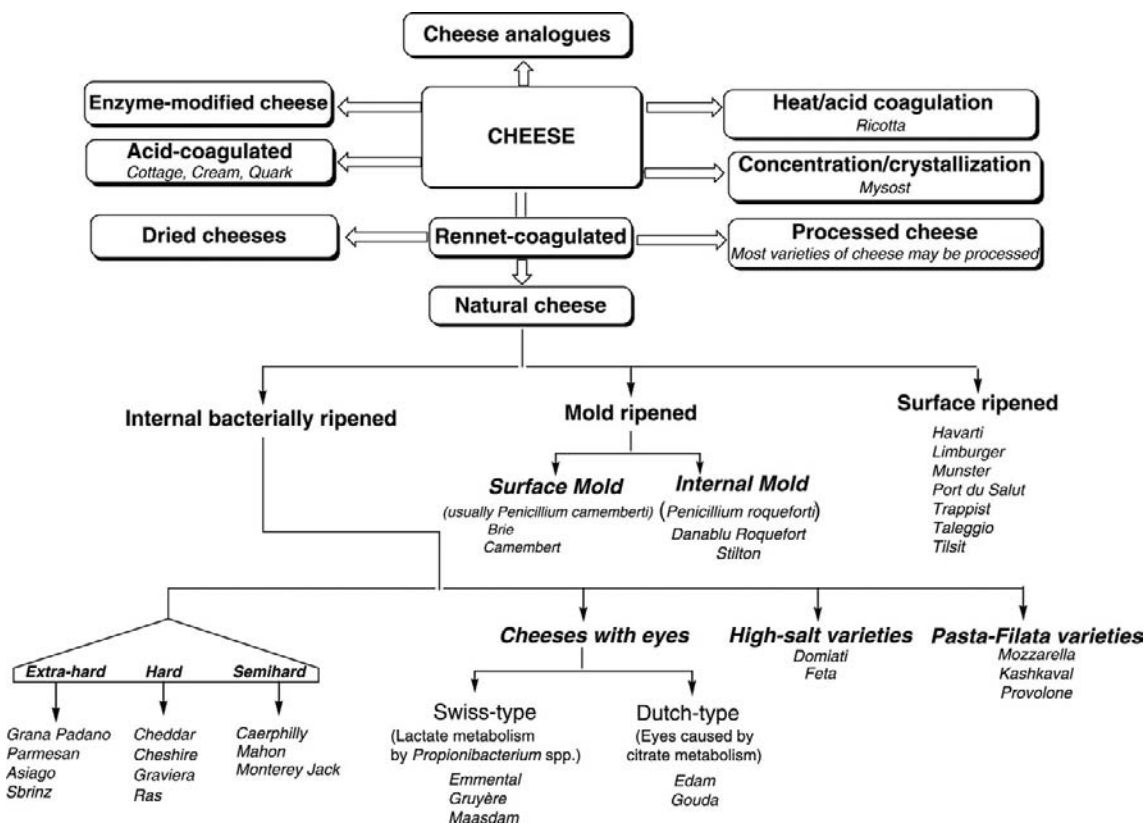 Cheese analogues
Enzyme-modified cheese
CHEESE
Heat/acid coagulation
Ricotta
Acid-coagulated
Cottage, Cream, Quark
Concentration/crystallization
Mysost
Dried cheeses
Rennet-coagulated
Processed cheese
Most varieties of cheese may be processed
Natural cheese
Internal bacterially ripened
Mold ripened
Surface ripened
Havarti
Limburger
Munster
Port du Salut
Trappist
Taleggio
Tilsit
Surface Mold
(usually Penicillium camemberti)
Brie
Camembert
Internal Mold
(Penicillium roqueforti)
Danablu Roquefort
Stilton
Extra-hard
Grana Padano
Parmesan
Asiago
Sbrinz
Hard
Cheddar
Cheshire
Graviera
Ras
Semihard
Caerphilly
Mahon
Monterey Jack
Cheeses with eyes
Swiss-type
(Lactate metabolism
by Propionibacterium spp.)
Emmental
Gruyère
Maasdam
Dutch-type
(Eyes caused by
citrate metabolism)
Edam
Gouda
High-salt varieties
Domiati
Feta
Pasta-Filata varieties
Mozzarella
Kashkaval
Provolone